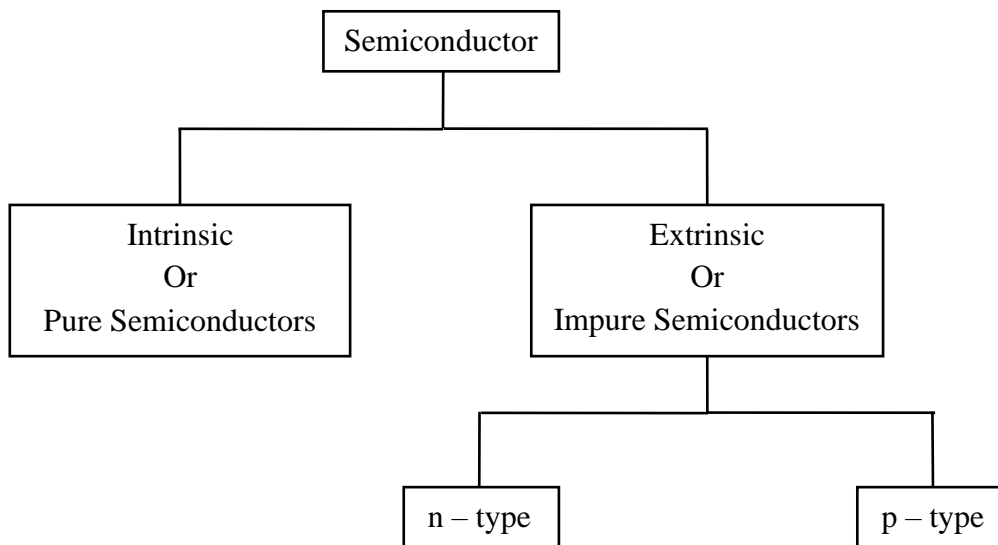 Semiconductor
Intrinsic
Or
Pure Semiconductors
Extrinsic
Or
Impure Semiconductors
n – type
p – type